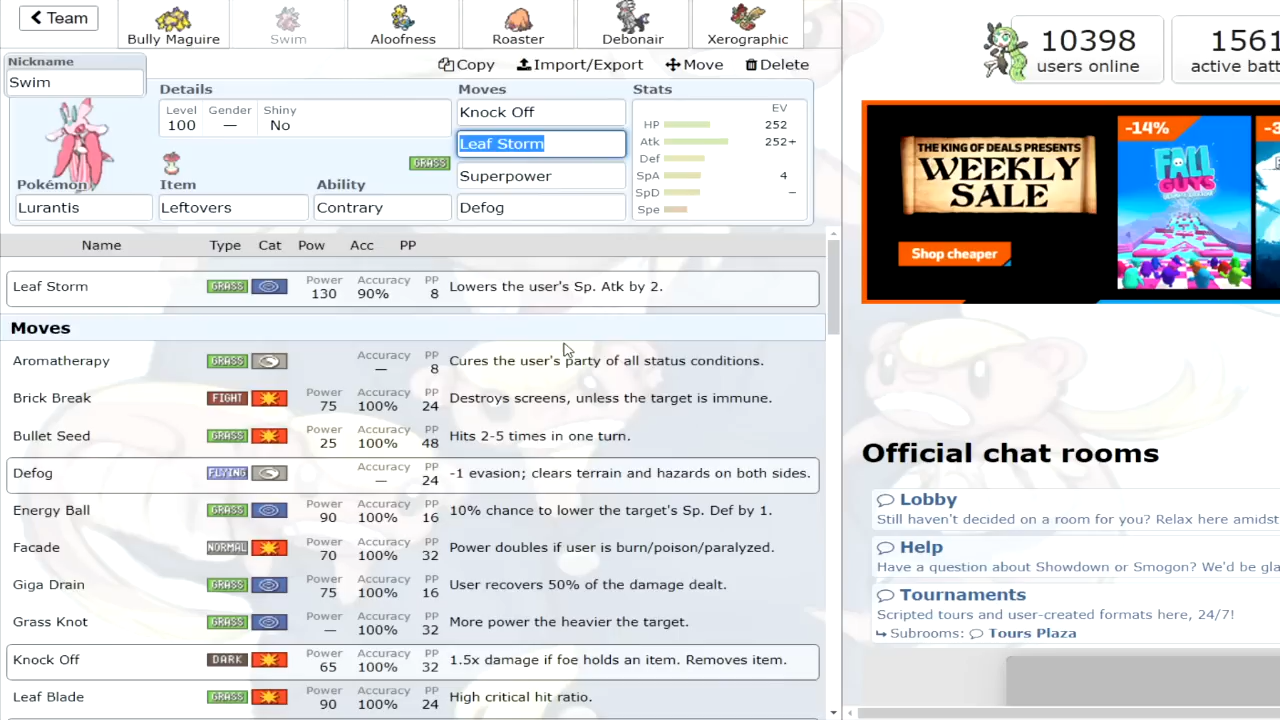 Team
Bully Maguire
Swim
Aloofness
Roaster
Debonair
Xerographic
Copy
Import/Export
Move
Delete
Nickname
Swim
Details
Level
100
Gender
—
Shiny
No
GRASS
Pokémon
Lurantis
Item
Leftovers
Ability
Contrary
Moves
Knock Off
Leaf Storm
Superpower
Defog
Stats
EV
HP 252
Atk 252+
Def
SpA 4
SpD –
Spe
Name Type Cat Pow Acc PP
Leaf Storm GRASS Power 130 Accuracy 90% PP 8 Lowers the user's Sp. Atk by 2.
Moves
Aromatherapy GRASS Accuracy — PP 8 Cures the user's party of all status conditions.
Brick Break FIGHT Power 75 Accuracy 100% PP 24 Destroys screens, unless the target is immune.
Bullet Seed GRASS Power 25 Accuracy 100% PP 48 Hits 2-5 times in one turn.
Defog FLYING Accuracy — PP 24 -1 evasion; clears terrain and hazards on both sides.
Energy Ball GRASS Power 90 Accuracy 100% PP 16 10% chance to lower the target's Sp. Def by 1.
Facade NORMAL Power 70 Accuracy 100% PP 32 Power doubles if user is burn/poison/paralyzed.
Giga Drain GRASS Power 75 Accuracy 100% PP 16 User recovers 50% of the damage dealt.
Grass Knot GRASS Power — Accuracy 100% PP 32 More power the heavier the target.
Knock Off DARK Power 65 Accuracy 100% PP 32 1.5x damage if foe holds an item. Removes item.
Leaf Blade GRASS Power 90 Accuracy 100% PP 24 High critical hit ratio.
10398
users online
1561
active batt
THE KING OF DEALS PRESENTS
WEEKLY
SALE
Shop cheaper
-14%
FALL
GUYS
-3
Official chat rooms
Lobby
Still haven't decided on a room for you? Relax here amidst
Help
Have a question about Showdown or Smogon? We'd be gla
Tournaments
Scripted tours and user-created formats here, 24/7!
Subrooms: Tours Plaza